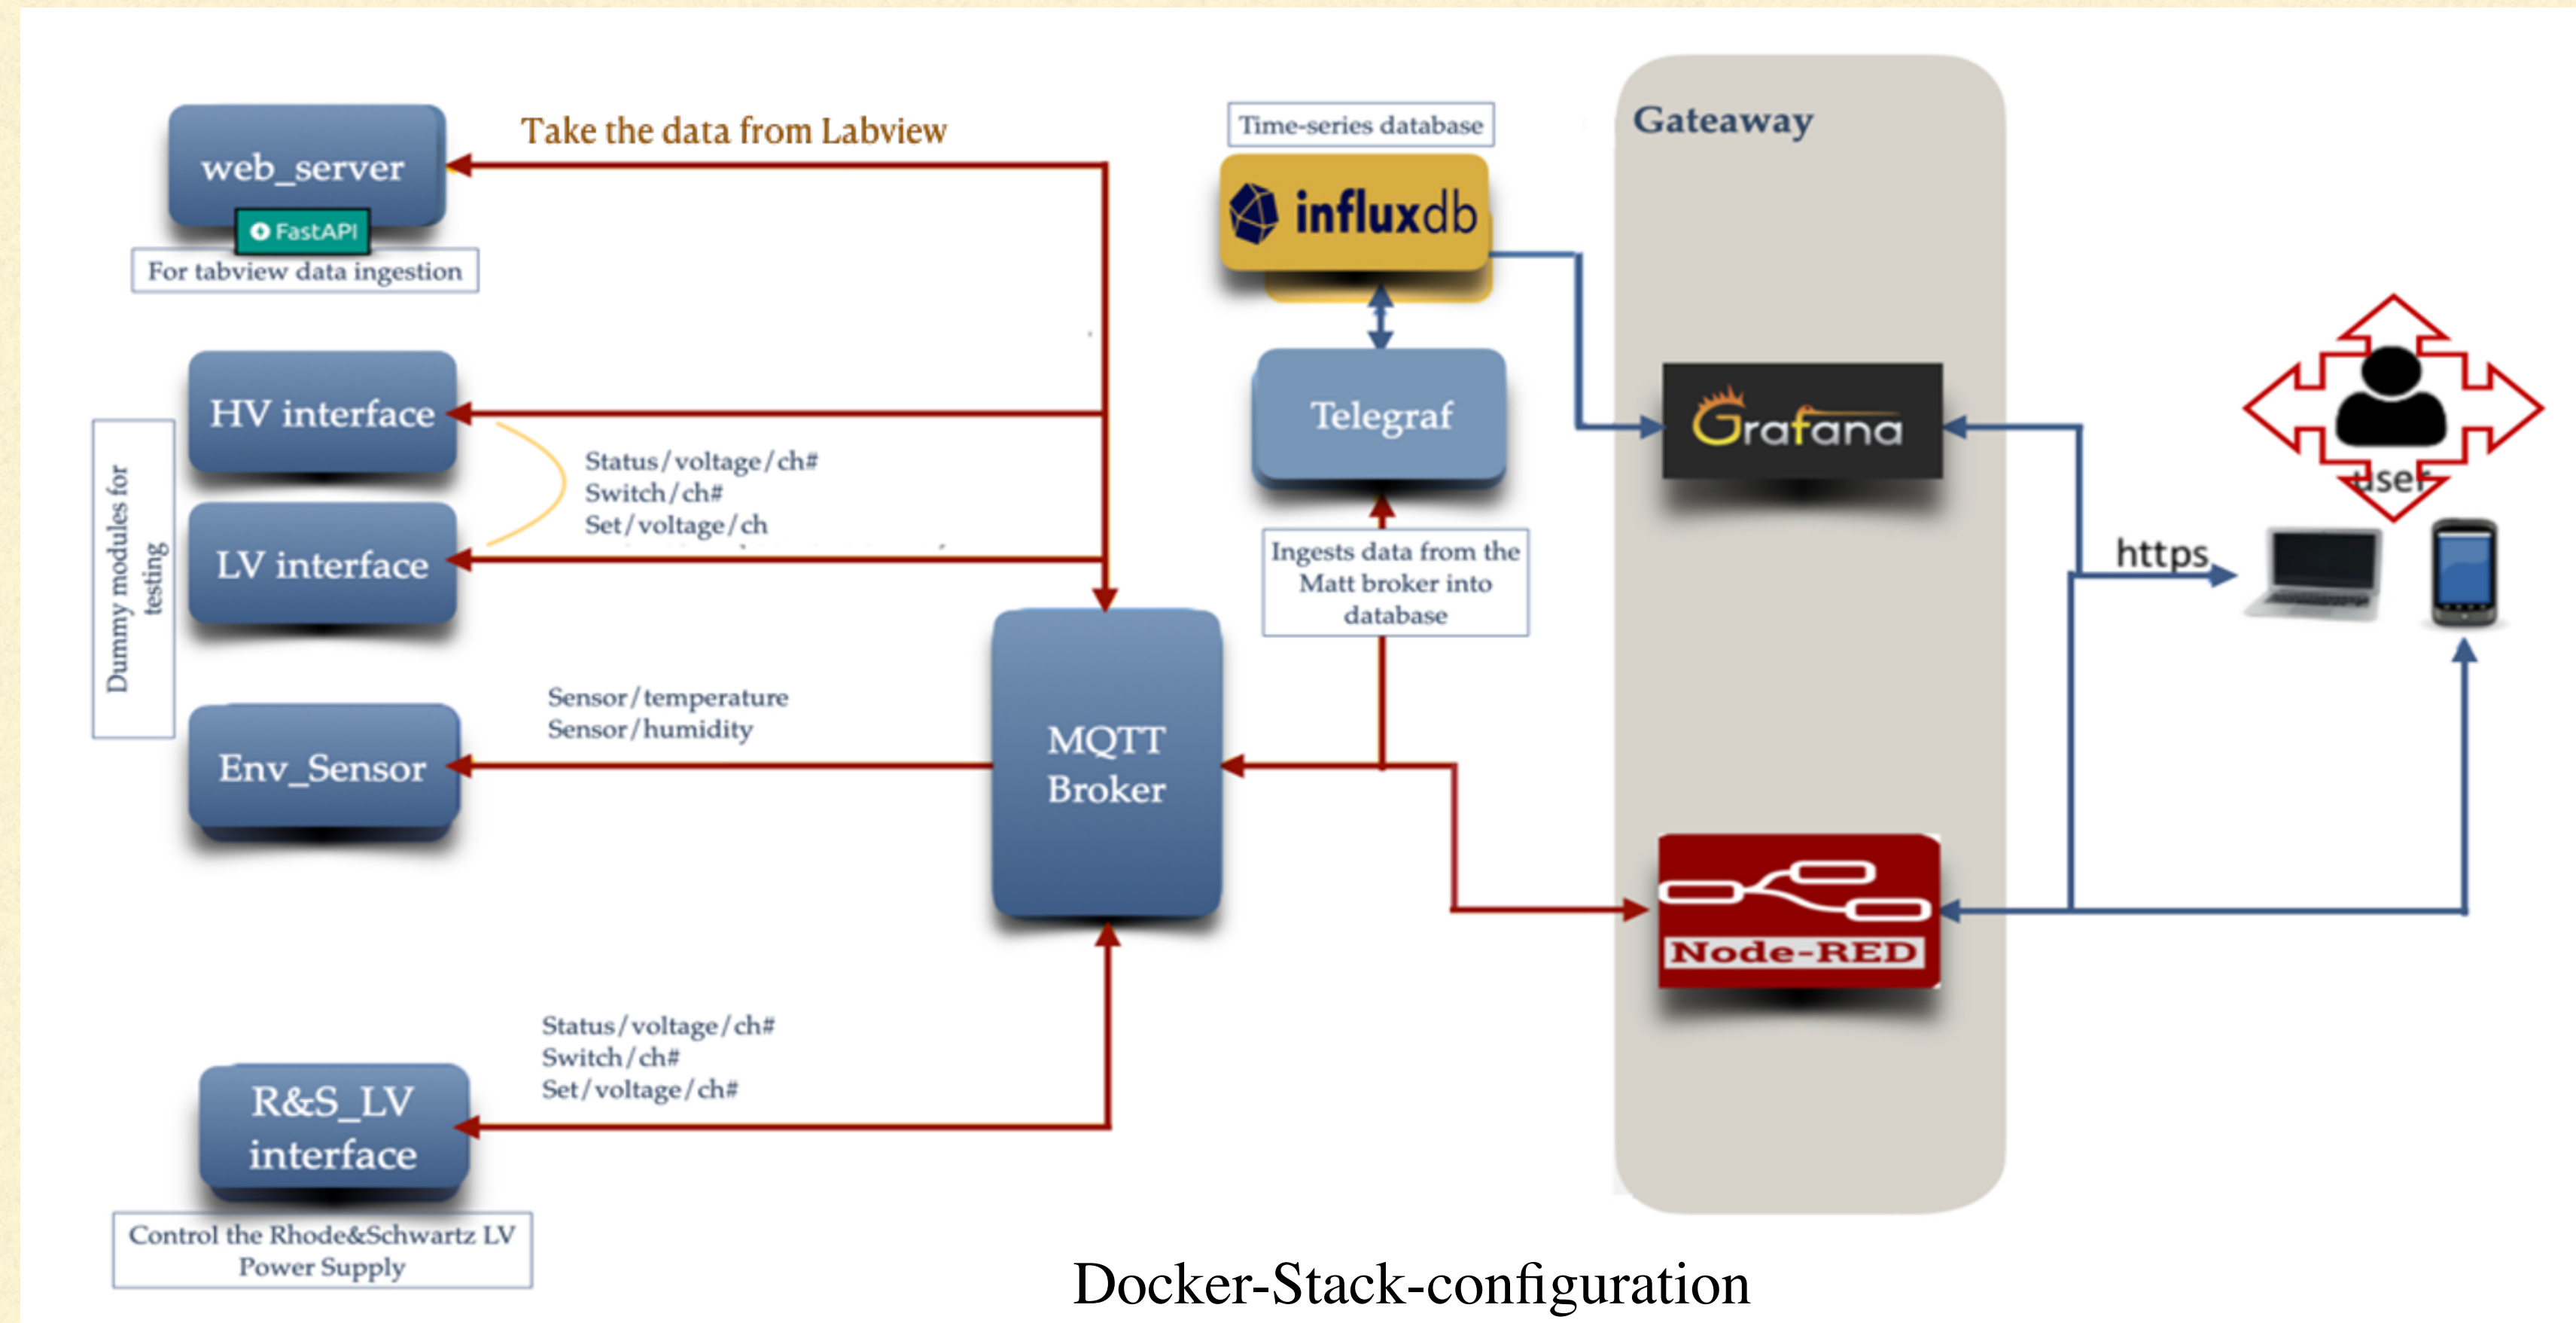 Take the data from Labview
web_server
FastAPI
For tabview data ingestion
HV interface
Status/voltage/ch#
Switch/ch#
Set/voltage/ch
LV interface
Dummy modules for
testing
Sensor/temperature
Sensor/humidity
Env_Sensor
MQTT
Broker
Status/voltage/ch#
Switch/ch#
Set/voltage/ch#
R&S_LV
interface
Control the Rhode&Schwartz LV
Power Supply
Time-series database
influxdb
Telegraf
Ingests data from the
Matt broker into
database
Gateaway
Grafana
Node-RED
https
user
Docker-Stack-configuration